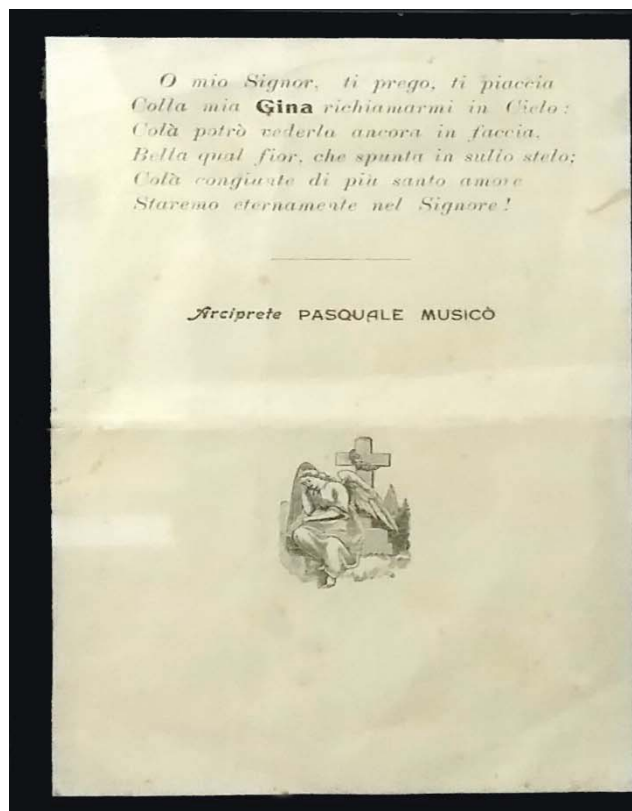 O mio Signor, ti prego, ti piaccia
Colla mia Gina richiamarmi in Cielo:
Colà potrò vederla ancora in faccia,
Bella qual fior, che spunta in sullo stelo;
Colà congiunte di più santo amore
Staremo eternamente nel Signore!
Arciprete PASQUALE MUSICÒ